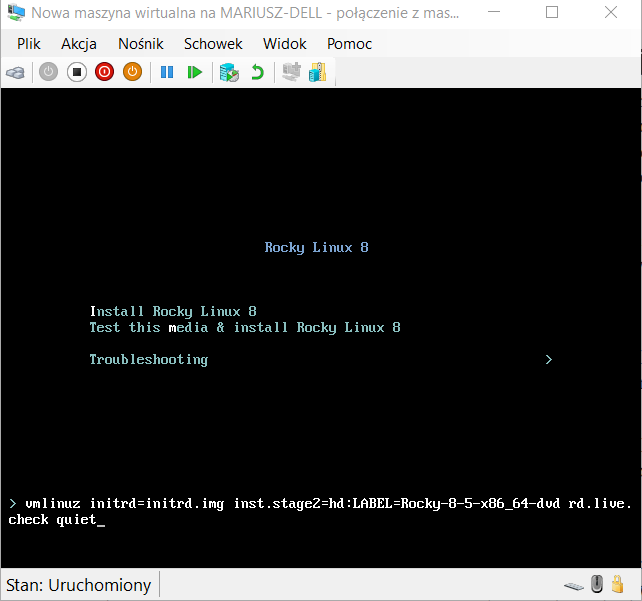 Nowa maszyna wirtualna na MARIUSZ-DELL - połączenie z mas...
Plik Akcja Nośnik Schowek Widok Pomoc
Rocky Linux 8
Install Rocky Linux 8
Test this media & install Rocky Linux 8
Troubleshooting >
> vmlinuz initrd=initrd.img inst.stage2=hd:LABEL=Rocky-8-5-x86_64-dvd rd.live.
check quiet_
Stan: Uruchomiony